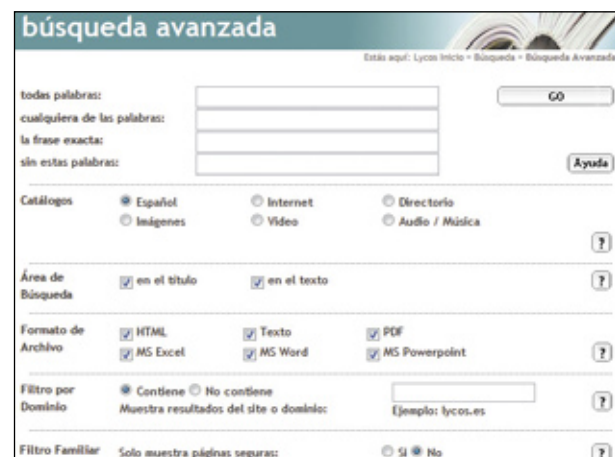 búsqueda avanzada
Estás aquí: Lycos Inicio » Búsqueda » Búsqueda Avanzada
todas palabras:
GO
cualquiera de las palabras:
la frase exacta:
sin estas palabras:
Ayuda
Catálogos
Español
Internet
Directorio
Imágenes
Video
Audio / Música
?
Área de
Búsqueda
en el título
en el texto
?
Formato de
Archivo
HTML
Texto
PDF
MS Excel
MS Word
MS Powerpoint
?
Filtro por
Dominio
Contiene
No contiene
Muestra resultados del site o dominio:
Ejemplo: lycos.es
?
Filtro Familiar
Solo muestra páginas seguras:
Sí
No
?